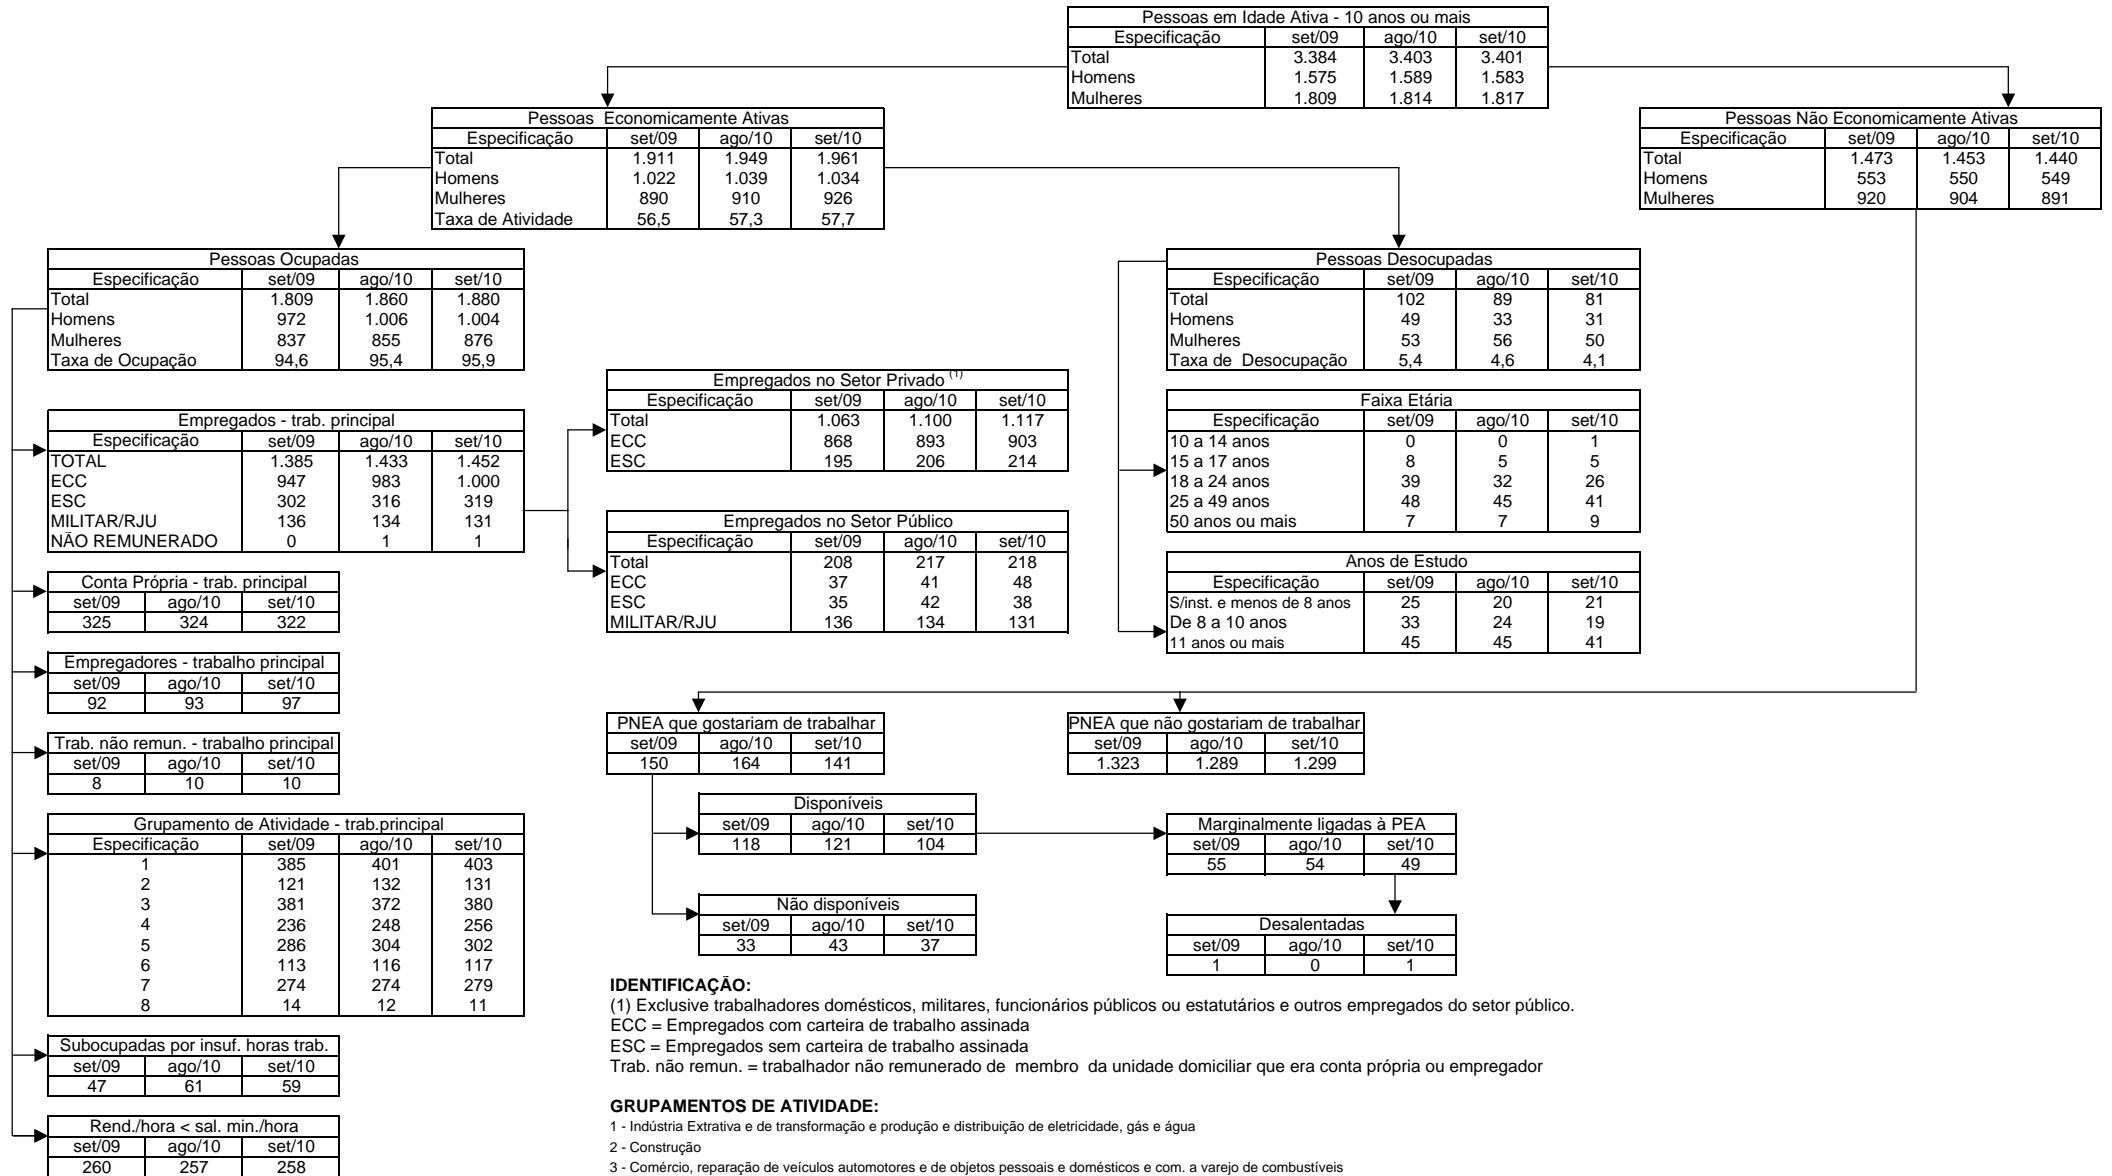 Pessoas em Idade Ativa - 10 anos ou mais
Especificação set/09 ago/10 set/10
Total 3.384 3.403 3.401
Homens 1.575 1.589 1.583
Mulheres 1.809 1.814 1.817
Pessoas Economicamente Ativas
Especificação set/09 ago/10 set/10
Total 1.911 1.949 1.961
Homens 1.022 1.039 1.034
Mulheres 890 910 926
Taxa de Atividade 56,5 57,3 57,7
Pessoas Não Economicamente Ativas
Especificação set/09 ago/10 set/10
Total 1.473 1.453 1.440
Homens 553 550 549
Mulheres 920 904 891
Pessoas Ocupadas
Especificação set/09 ago/10 set/10
Total 1.809 1.860 1.880
Homens 972 1.006 1.004
Mulheres 837 855 876
Taxa de Ocupação 94,6 95,4 95,9
Pessoas Desocupadas
Especificação set/09 ago/10 set/10
Total 102 89 81
Homens 49 33 31
Mulheres 53 56 50
Taxa de Desocupação 5,4 4,6 4,1
Empregados - trab. principal
Especificação set/09 ago/10 set/10
TOTAL 1.385 1.433 1.452
ECC 947 983 1.000
ESC 302 316 319
MILITAR/RJU 136 134 131
NÃO REMUNERADO 0 1 1
Empregados no Setor Privado (1)
Especificação set/09 ago/10 set/10
Total 1.063 1.100 1.117
ECC 868 893 903
ESC 195 206 214
Empregados no Setor Público
Especificação set/09 ago/10 set/10
Total 208 217 218
ECC 37 41 48
ESC 35 42 38
MILITAR/RJU 136 134 131
Faixa Etária
Especificação set/09 ago/10 set/10
10 a 14 anos 0 0 1
15 a 17 anos 8 5 5
18 a 24 anos 39 32 26
25 a 49 anos 48 45 41
50 anos ou mais 7 7 9
Anos de Estudo
Especificação set/09 ago/10 set/10
S/inst. e menos de 8 anos 25 20 21
De 8 a 10 anos 33 24 19
11 anos ou mais 45 45 41
Conta Própria - trab. principal
set/09 ago/10 set/10
325 324 322
Empregadores - trabalho principal
set/09 ago/10 set/10
92 93 97
Trab. não remun. - trabalho principal
set/09 ago/10 set/10
8 10 10
Grupamento de Atividade - trab.principal
Especificação set/09 ago/10 set/10
1 385 401 403
2 121 132 131
3 381 372 380
4 236 248 256
5 286 304 302
6 113 116 117
7 274 274 279
8 14 12 11
Subocupadas por insuf. horas trab.
set/09 ago/10 set/10
47 61 59
Rend./hora < sal. min./hora
set/09 ago/10 set/10
260 257 258
PNEA que gostariam de trabalhar
set/09 ago/10 set/10
150 164 141
PNEA que não gostariam de trabalhar
set/09 ago/10 set/10
1.323 1.289 1.299
Disponíveis
set/09 ago/10 set/10
118 121 104
Marginalmente ligadas à PEA
set/09 ago/10 set/10
55 54 49
Não disponíveis
set/09 ago/10 set/10
33 43 37
Desalentadas
set/09 ago/10 set/10
1 0 1
IDENTIFICAÇÃO:
(1) Exclusive trabalhadores domésticos, militares, funcionários públicos ou estatutários e outros empregados do setor público.
ECC = Empregados com carteira de trabalho assinada
ESC = Empregados sem carteira de trabalho assinada
Trab. não remun. = trabalhador não remunerado de membro da unidade domiciliar que era conta própria ou empregador
GRUPAMENTOS DE ATIVIDADE:
1 - Indústria Extrativa e de transformação e produção e distribuição de eletricidade, gás e água
2 - Construção
3 - Comércio, reparação de veículos automotores e de objetos pessoais e domésticos e com. a varejo de combustíveis